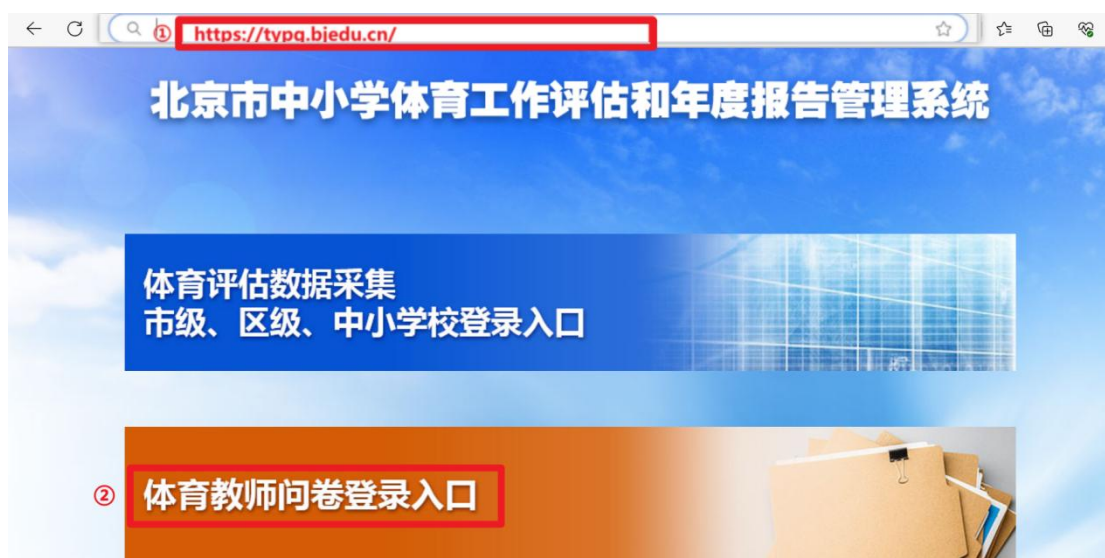 ① https://typg.bjedu.cn/
北京市中小学体育工作评估和年度报告管理系统
体育评估数据采集
市级、区级、中小学校登录入口
② 体育教师问卷登录入口